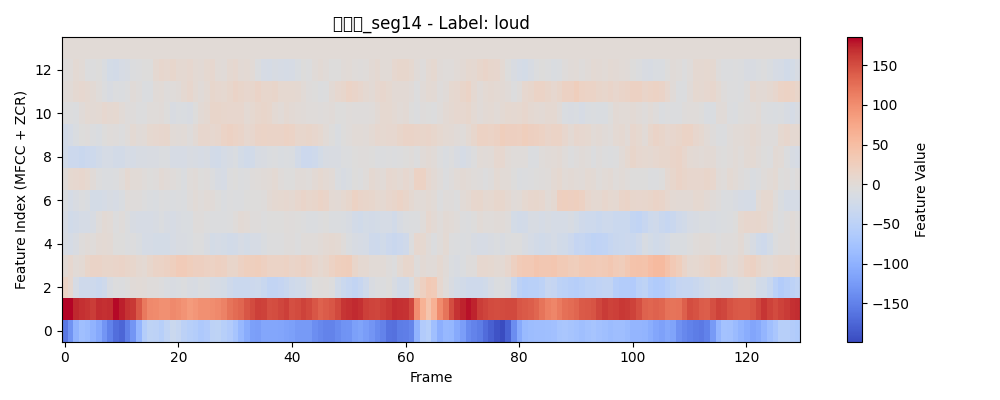 _seg14 - Label: loud
Feature Index (MFCC + ZCR)
12
10
8
6
4
2
0
0 20 40 60 80 100 120
Frame
150
100
50
0
−50
−100
−150
Feature Value